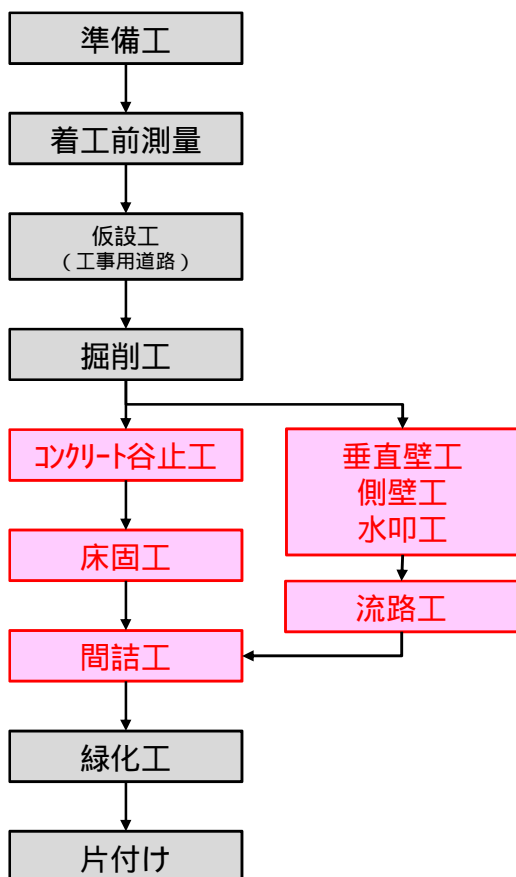 準備工
着工前測量
仮設工
（工事用道路）
掘削工
ｺﾝｸﾘｰﾄ谷止工
垂直壁工
側壁工
水叩工
床固工
流路工
間詰工
緑化工
片付け